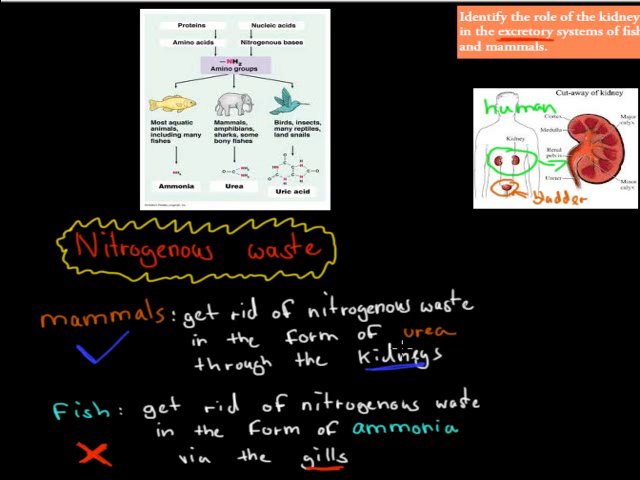 Proteins
Nucleic acids
Amino acids
Nitrogenous bases
—NH2
Amino groups
Most aquatic
animals,
including many
fishes
Mammals,
amphibians,
sharks, some
bony fishes
Birds, insects,
many reptiles,
land snails
Ammonia
Urea
Uric acid
Identify the role of the kidney
in the excretory systems of fish
and mammals.
Cut-away of kidney
human
Kidney
Cortex
Medulla
Renal
pelvis
Ureter
Major
calyx
Minor
calyx
bladder
Nitrogenous waste
mammals: get rid of nitrogenous waste
in the form of urea
through the kidneys
Fish: get rid of nitrogenous waste
in the form of ammonia
via the gills